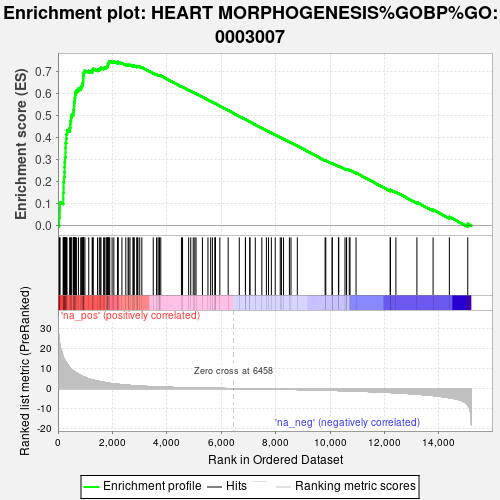 Enrichment plot: HEART MORPHOGENESIS%GOBP%GO:
0003007
Enrichment score (ES)
0.7
0.6
0.5
0.4
0.3
0.2
0.1
0.0
'na_pos' (positively correlated)
Ranked list metric (PreRanked)
30
20
10
0
-10
-20
Zero cross at 6458
'na_neg' (negatively correlated)
0
2,000
4,000
6,000
8,000
10,000
12,000
14,000
Rank in Ordered Dataset
Enrichment profile
Hits
Ranking metric scores